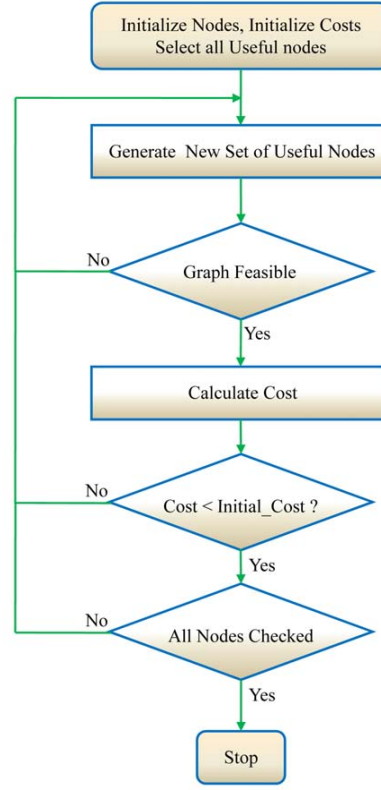 Initialize Nodes, Initialize Costs
Select all Useful nodes
Generate New Set of Useful Nodes
Graph Feasible
No
Yes
Calculate Cost
Cost < Initial_Cost ?
No
Yes
All Nodes Checked
No
Yes
Stop